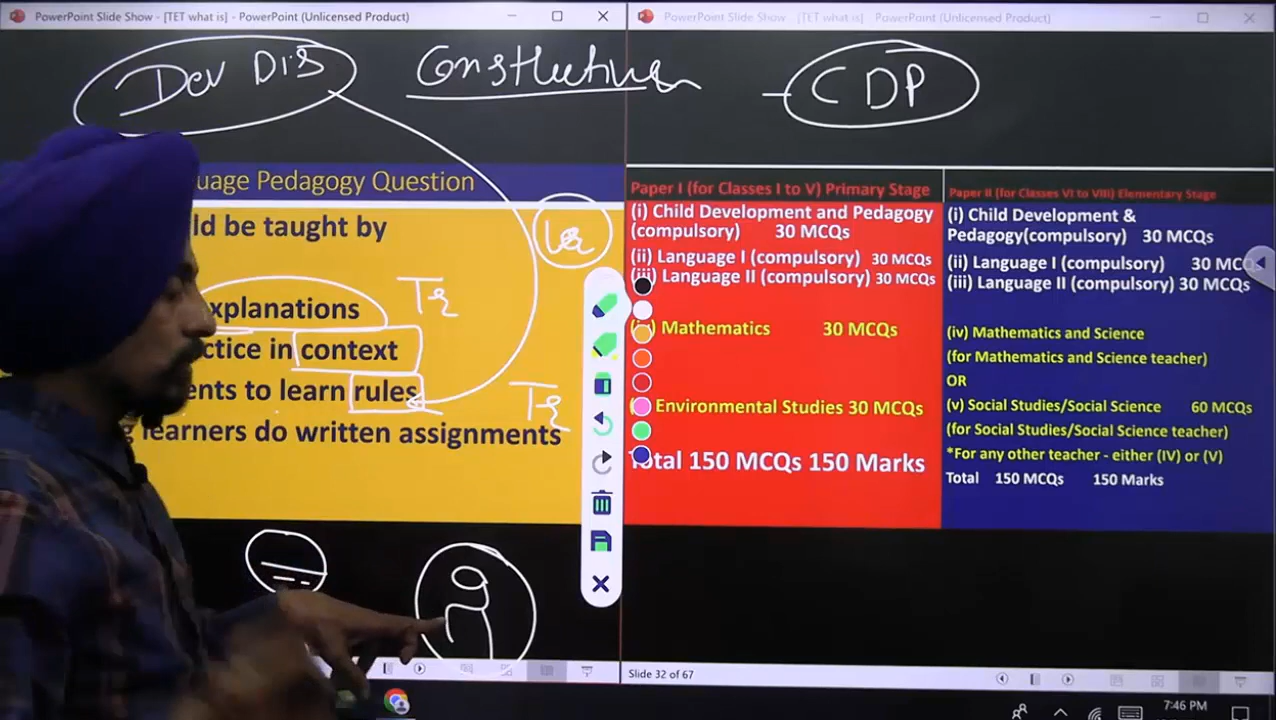 PowerPoint Slide Show - [TET what is] - PowerPoint (Unlicensed Product)
PowerPoint Slide Show - [TET what is] - PowerPoint (Unlicensed Product)
Dev Dis
CDP
uage Pedagogy Question
ld be taught by
xplanations
ctice in context
ents to learn rules
learners do written assignments
Paper I (for Classes I to V) Primary Stage
(i) Child Development and Pedagogy
(compulsory) 30 MCQs
(ii) Language I (compulsory) 30 MCQs
(iii) Language II (compulsory) 30 MCQs
Mathematics 30 MCQs
Environmental Studies 30 MCQs
Total 150 MCQs 150 Marks
Paper II (for Classes VI to VIII) Elementary Stage
(i) Child Development &
Pedagogy(compulsory) 30 MCQs
(ii) Language I (compulsory) 30 MCQ
(iii) Language II (compulsory) 30 MCQs
(iv) Mathematics and Science
(for Mathematics and Science teacher)
OR
(v) Social Studies/Social Science 60 MCQs
(for Social Studies/Social Science teacher)
*For any other teacher - either (IV) or (V)
Total 150 MCQs 150 Marks
Slide 32 of 67
7:46 PM